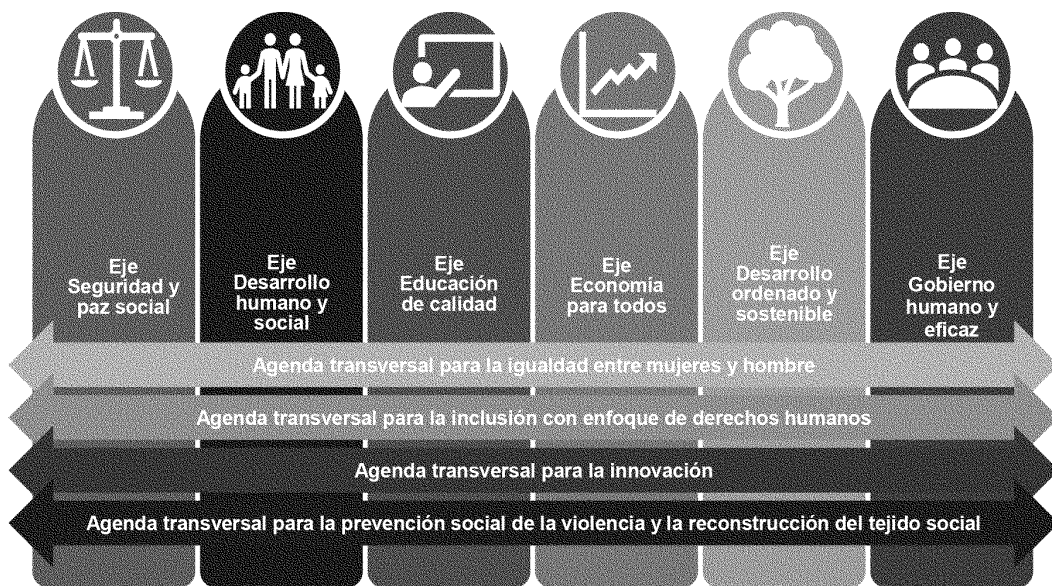 Eje
Seguridad y
paz social
Eje
Desarrollo
humano y
social
Eje
Educación
de calidad
Eje
Economía
para todos
Eje
Desarrollo
ordenado y
sostenible
Eje
Gobierno
humano y
eficaz
Agenda transversal para la igualdad entre mujeres y hombre
Agenda transversal para la inclusión con enfoque de derechos humanos
Agenda transversal para la innovación
Agenda transversal para la prevención social de la violencia y la reconstrucción del tejido social